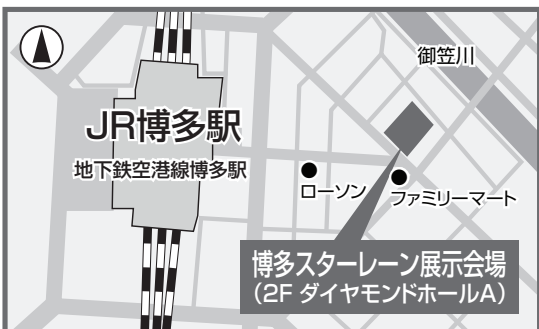 御笠川
JR博多駅
地下鉄空港線博多駅
ローソン
ファミリーマート
博多スターレーン展示会場
(2F ダイヤモンドホールA)